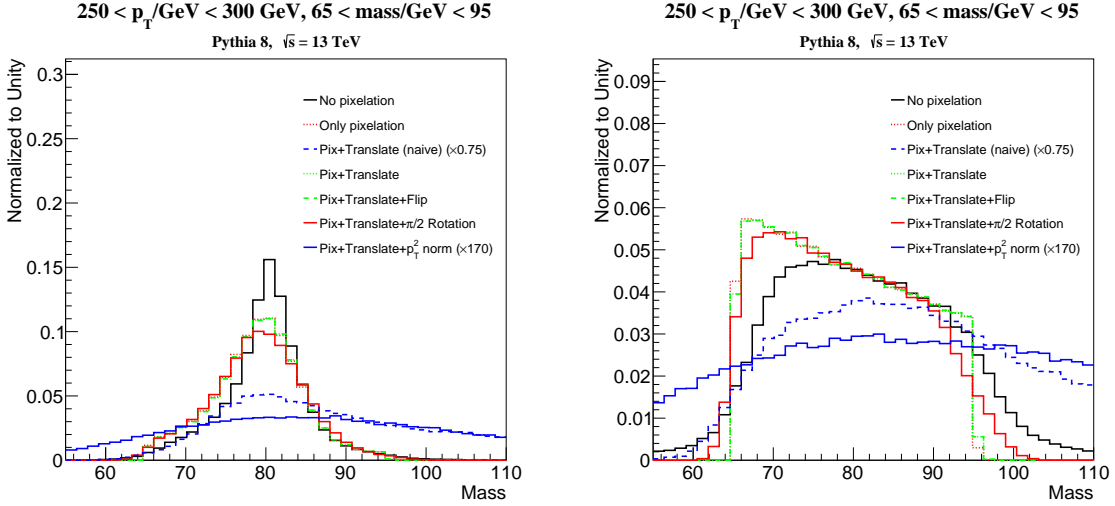 250 < p_T/GeV < 300 GeV, 65 < mass/GeV < 95
Pythia 8, √s = 13 TeV
Normalized to Unity
0.3
0.25
0.2
0.15
0.1
0.05
0
No pixelation
Only pixelation
Pix+Translate (naive) (×0.75)
Pix+Translate
Pix+Translate+Flip
Pix+Translate+π/2 Rotation
Pix+Translate+p_T^2 norm (×170)
60 70 80 90 100 110
Mass
250 < p_T/GeV < 300 GeV, 65 < mass/GeV < 95
Pythia 8, √s = 13 TeV
Normalized to Unity
0.09
0.08
0.07
0.06
0.05
0.04
0.03
0.02
0.01
0
No pixelation
Only pixelation
Pix+Translate (naive) (×0.75)
Pix+Translate
Pix+Translate+Flip
Pix+Translate+π/2 Rotation
Pix+Translate+p_T^2 norm (×170)
60 70 80 90 100 110
Mass